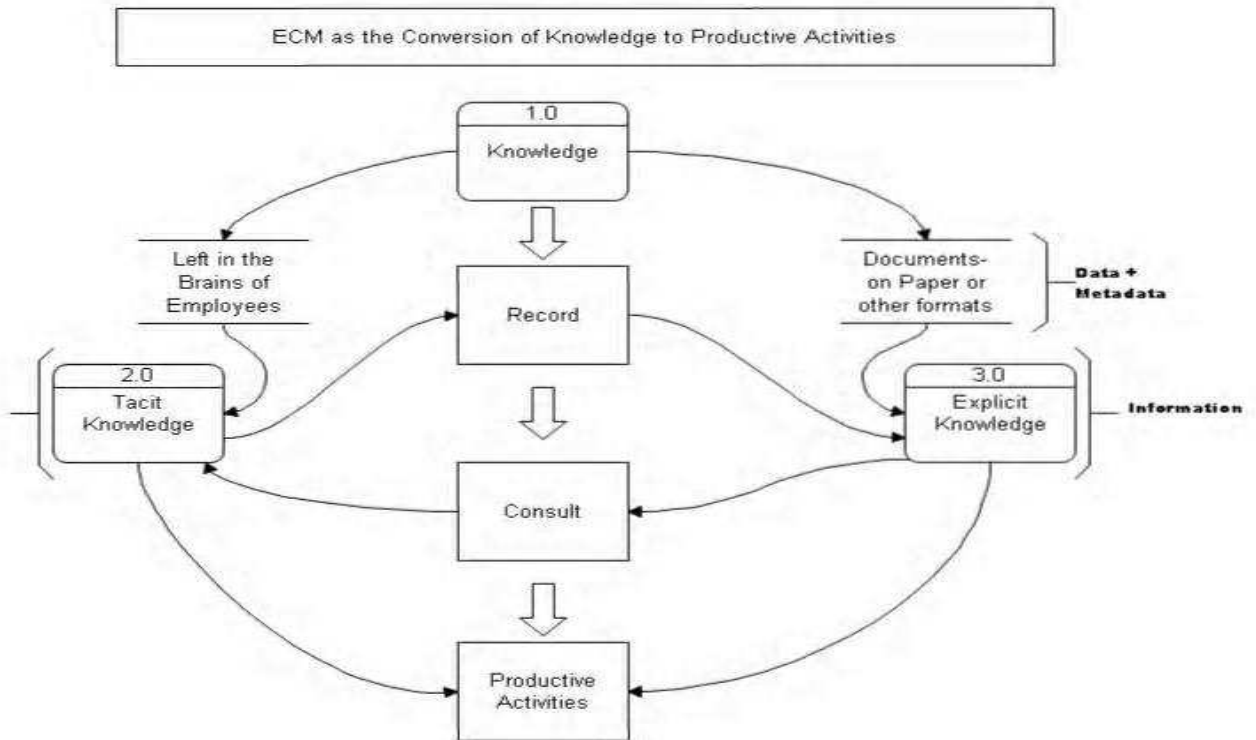 ECM as the Conversion of Knowledge to Productive Activities
1.0
Knowledge
Left in the
Brains of
Employees
Documents-
on Paper or
other formats
Data +
Metadata
Record
2.0
Tacit
Knowledge
3.0
Explicit
Knowledge
Information
Consult
Productive
Activities